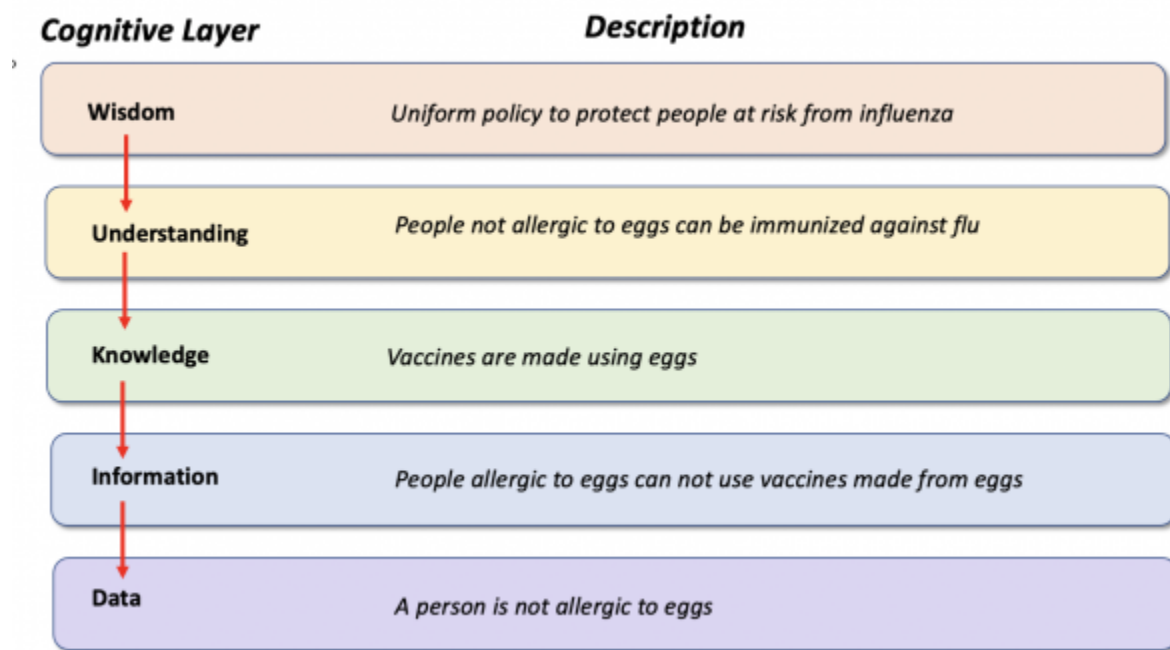 Cognitive Layer Description
Wisdom Uniform policy to protect people at risk from influenza
Understanding People not allergic to eggs can be immunized against flu
Knowledge Vaccines are made using eggs
Information People allergic to eggs can not use vaccines made from eggs
Data A person is not allergic to eggs